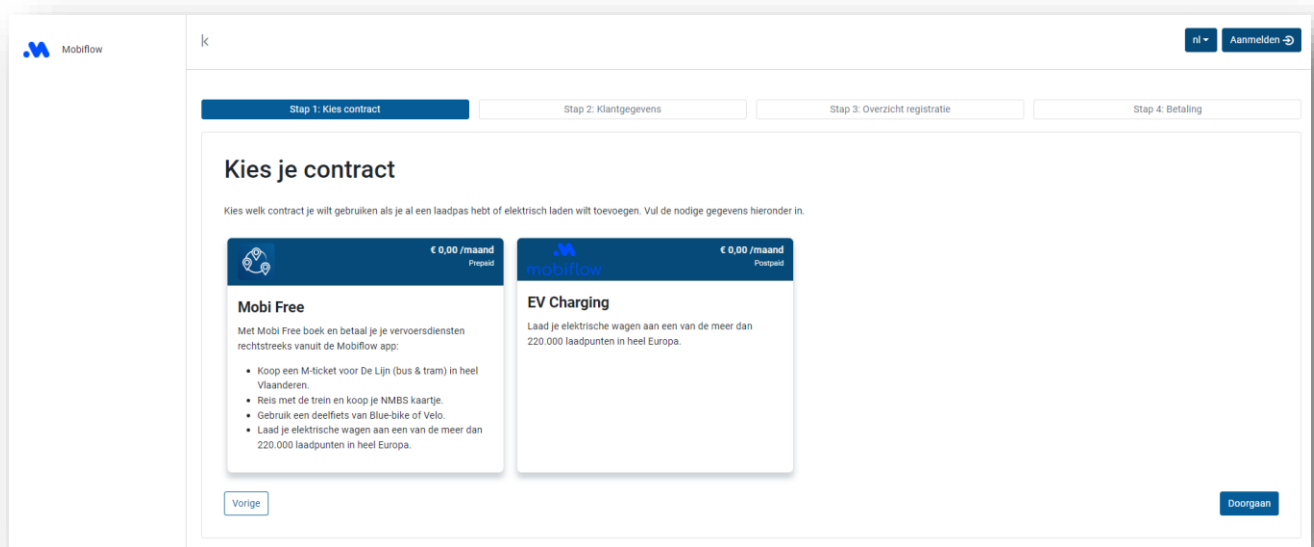 Mobiflow
nl
Aanmelden
Stap 1: Kies contract
Stap 2: Klantgegevens
Stap 3: Overzicht registratie
Stap 4: Betaling
Kies je contract
Kies welk contract je wilt gebruiken als je al een laadpas hebt of elektrisch laden wilt toevoegen. Vul de nodige gegevens hieronder in.
€ 0,00 /maand
Prepaid
Mobi Free
Met Mobi Free boek en betaal je je vervoersdiensten
rechtstreeks vanuit de Mobiflow app:
• Koop een M-ticket voor De Lijn (bus & tram) in heel
Vlaanderen.
• Reis met de trein en koop je NMBS kaartje.
• Gebruik een deelfiets van Blue-bike of Velo.
• Laad je elektrische wagen aan een van de meer dan
220.000 laadpunten in heel Europa.
mobiflow
€ 0,00 /maand
Postpaid
EV Charging
Laad je elektrische wagen aan een van de meer dan
220.000 laadpunten in heel Europa.
Vorige
Doorgaan